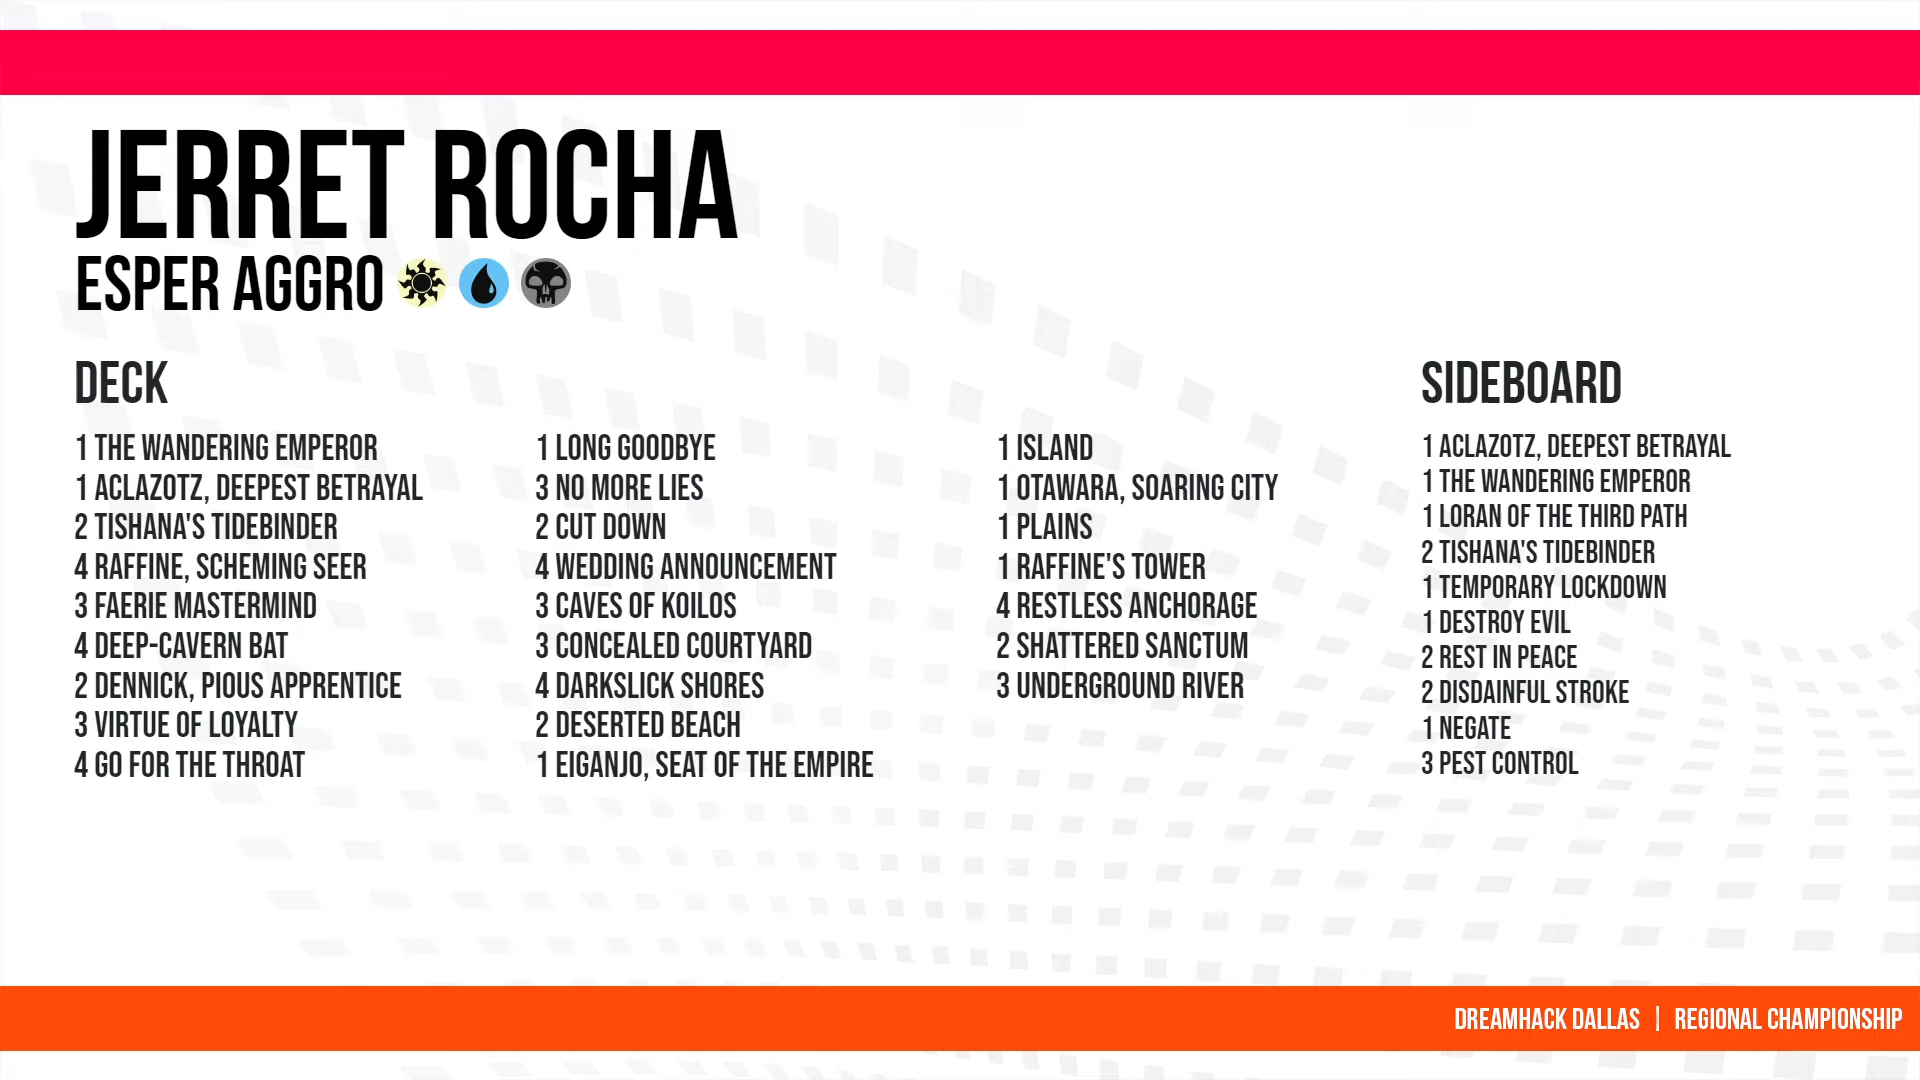 JERRET ROCHA
ESPER AGGRO
DECK
1 THE WANDERING EMPEROR
1 ACLAZOTZ, DEEPEST BETRAYAL
2 TISHANA'S TIDEBINDER
4 RAFFINE, SCHEMING SEER
3 FAERIE MASTERMIND
4 DEEP-CAVERN BAT
2 DENNICK, PIOUS APPRENTICE
3 VIRTUE OF LOYALTY
4 GO FOR THE THROAT
1 LONG GOODBYE
3 NO MORE LIES
2 CUT DOWN
4 WEDDING ANNOUNCEMENT
3 CAVES OF KOILOS
3 CONCEALED COURTYARD
4 DARKSLICK SHORES
2 DESERTED BEACH
1 EIGANJO, SEAT OF THE EMPIRE
1 ISLAND
1 OTAWARA, SOARING CITY
1 PLAINS
1 RAFFINE'S TOWER
4 RESTLESS ANCHORAGE
2 SHATTERED SANCTUM
3 UNDERGROUND RIVER
SIDEBOARD
1 ACLAZOTZ, DEEPEST BETRAYAL
1 THE WANDERING EMPEROR
1 LORAN OF THE THIRD PATH
2 TISHANA'S TIDEBINDER
1 TEMPORARY LOCKDOWN
1 DESTROY EVIL
2 REST IN PEACE
2 DISDAINFUL STROKE
1 NEGATE
3 PEST CONTROL
DREAMHACK DALLAS | REGIONAL CHAMPIONSHIP